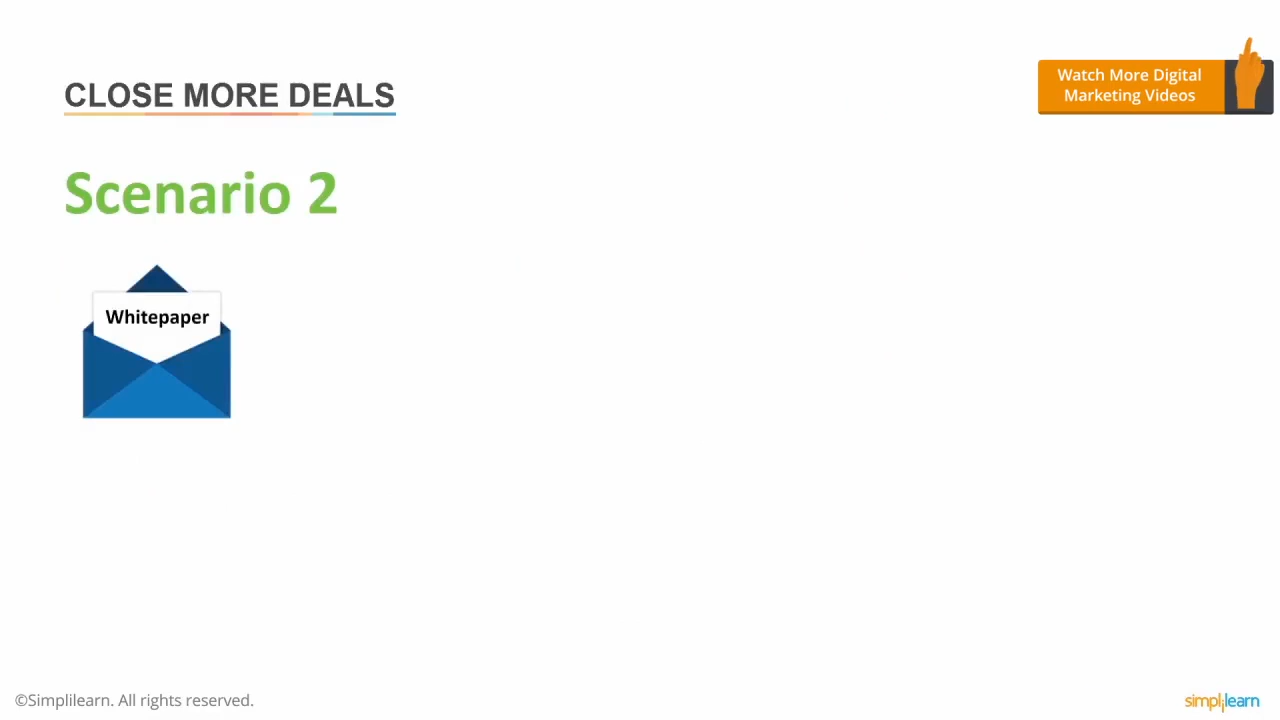 CLOSE MORE DEALS
Watch More Digital
Marketing Videos
Scenario 2
Whitepaper
©Simplilearn. All rights reserved.
simplilearn